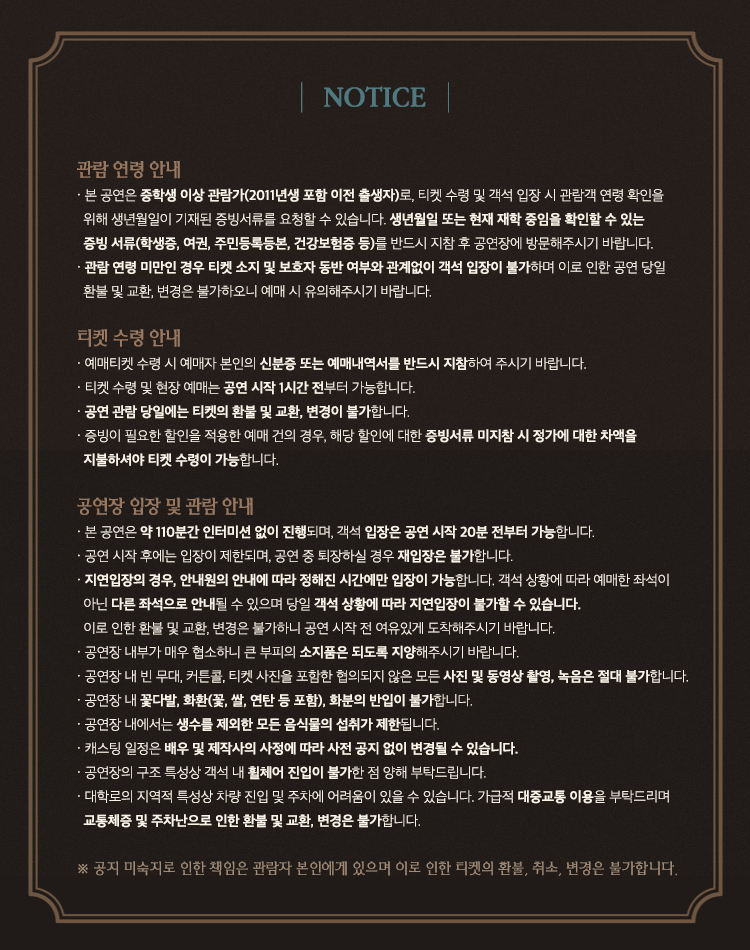 NOTICE
관람 연령 안내
· 본 공연은 중학생 이상 관람가(2011년생 포함 이전 출생자)로, 티켓 수령 및 객석 입장 시 관람객 연령 확인을
위해 생년월일이 기재된 증빙서류를 요청할 수 있습니다. 생년월일 또는 현재 재학 중임을 확인할 수 있는
증빙 서류(학생증, 여권, 주민등록등본, 건강보험증 등)를 반드시 지참 후 공연장에 방문해주시기 바랍니다.
· 관람 연령 미만인 경우 티켓 소지 및 보호자 동반 여부와 관계없이 객석 입장이 불가하며 이로 인한 공연 당일
환불 및 교환, 변경은 불가하오니 예매 시 유의해주시기 바랍니다.
티켓 수령 안내
· 예매티켓 수령 시 예매자 본인의 신분증 또는 예매내역서를 반드시 지참하여 주시기 바랍니다.
· 티켓 수령 및 현장 예매는 공연 시작 1시간 전부터 가능합니다.
· 공연 관람 당일에는 티켓의 환불 및 교환, 변경이 불가합니다.
· 증빙이 필요한 할인을 적용한 예매 건의 경우, 해당 할인에 대한 증빙서류 미지참 시 정가에 대한 차액을
지불하셔야 티켓 수령이 가능합니다.
공연장 입장 및 관람 안내
· 본 공연은 약 110분간 인터미션 없이 진행되며, 객석 입장은 공연 시작 20분 전부터 가능합니다.
· 공연 시작 후에는 입장이 제한되며, 공연 중 퇴장하실 경우 재입장은 불가합니다.
· 지연입장의 경우, 안내원의 안내에 따라 정해진 시간에만 입장이 가능합니다. 객석 상황에 따라 예매한 좌석이
아닌 다른 좌석으로 안내될 수 있으며 당일 객석 상황에 따라 지연입장이 불가할 수 있습니다.
이로 인한 환불 및 교환, 변경은 불가하니 공연 시작 전 여유있게 도착해주시기 바랍니다.
· 공연장 내부가 매우 협소하니 큰 부피의 소지품은 되도록 지양해주시기 바랍니다.
· 공연장 내 빈 무대, 커튼콜, 티켓 사진을 포함한 협의되지 않은 모든 사진 및 동영상 촬영, 녹음은 절대 불가합니다.
· 공연장 내 꽃다발, 화환(꽃, 쌀, 연탄 등 포함), 화분의 반입이 불가합니다.
· 공연장 내에서는 생수를 제외한 모든 음식물의 섭취가 제한됩니다.
· 캐스팅 일정은 배우 및 제작사의 사정에 따라 사전 공지 없이 변경될 수 있습니다.
· 공연장의 구조 특성상 객석 내 휠체어 진입이 불가한 점 양해 부탁드립니다.
· 대학로의 지역적 특성상 차량 진입 및 주차에 어려움이 있을 수 있습니다. 가급적 대중교통 이용을 부탁드리며
교통체증 및 주차난으로 인한 환불 및 교환, 변경은 불가합니다.
※ 공지 미숙지로 인한 책임은 관람자 본인에게 있으며 이로 인한 티켓의 환불, 취소, 변경은 불가합니다.